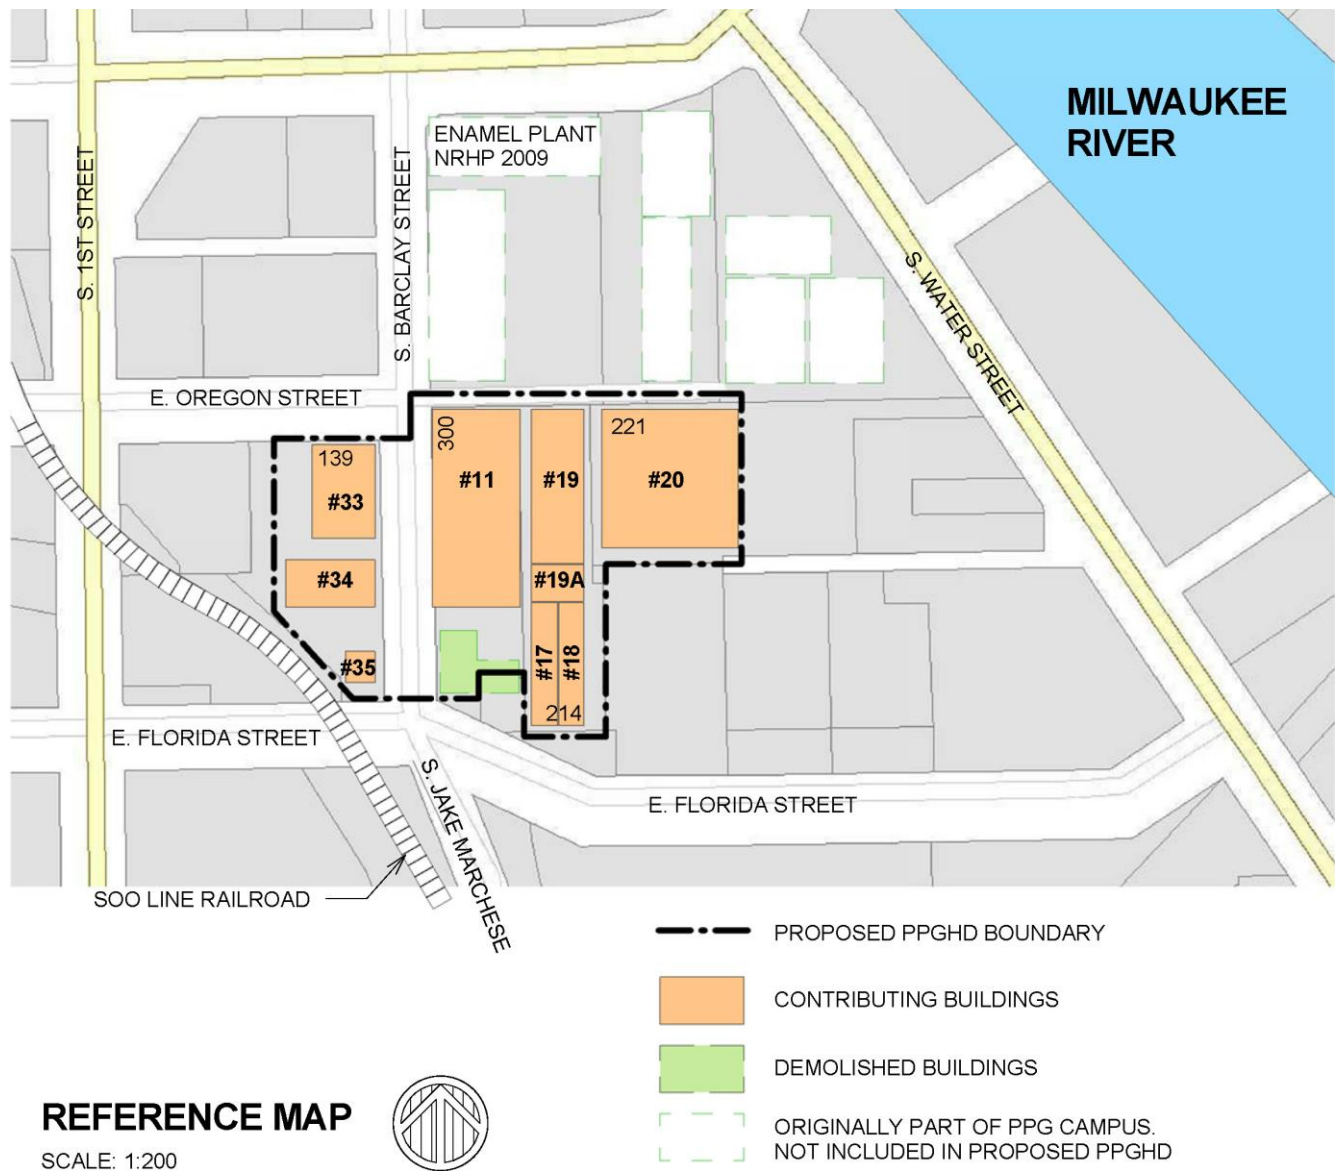 MILWAUKEE
RIVER
ENAMEL PLANT
NRHP 2009
S. 1ST STREET
S. BARCLAY STREET
S. WATER STREET
E. OREGON STREET
139
#33
300
#11
#19
221
#20
#34
#19A
#35
#17
#18
214
E. FLORIDA STREET
E. FLORIDA STREET
S. JAKE MARCHESE
SOO LINE RAILROAD
PROPOSED PPGHD BOUNDARY
CONTRIBUTING BUILDINGS
DEMOLISHED BUILDINGS
ORIGINALLY PART OF PPG CAMPUS.
NOT INCLUDED IN PROPOSED PPGHD
REFERENCE MAP
SCALE: 1:200